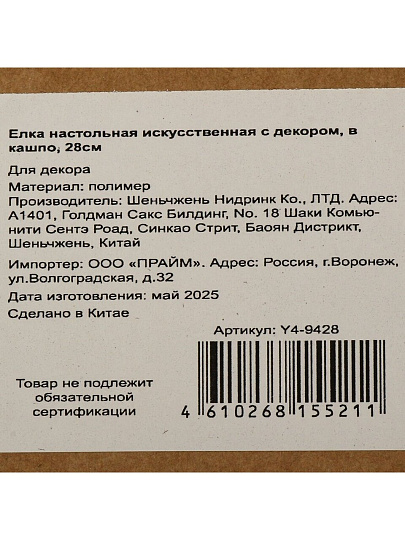 Елка настольная искусственная с декором, в
кашпо, 28см
Для декора
Материал: полимер
Производитель: Шеньчжень Нидринк Ко., ЛТД. Адрес:
А1401, Голдман Сакс Билдинг, No. 18 Шаки Комью-
нити Сентэ Роад, Синкао Стрит, Баоян Дистрикт,
Шеньчжень, Китай
Импортер: ООО «ПРАЙМ». Адрес: Россия, г.Воронеж,
ул.Волгоградская, д.32
Дата изготовления: май 2025
Сделано в Китае
Артикул: Y4-9428
Товар не подлежит
обязательной
сертификации
4 610268 155211